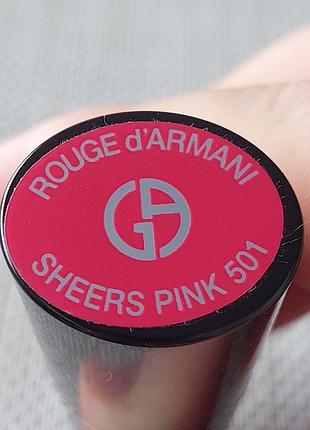 ROUGE d'ARMANI
GA
SHEERS PINK 501